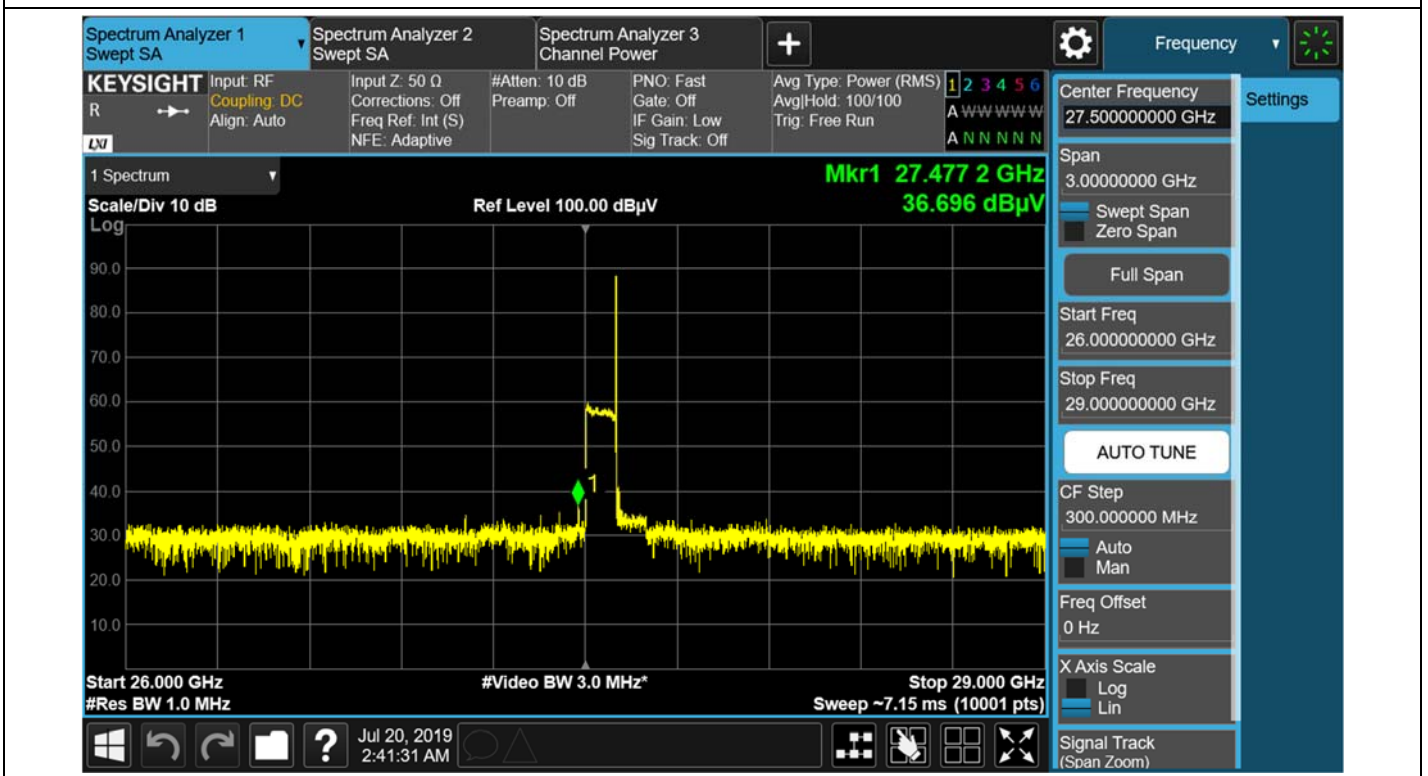 Spectrum Analyzer 1
Swept SA
Spectrum Analyzer 2
Swept SA
Spectrum Analyzer 3
Channel Power
Frequency
KEYSIGHT
R
LXI
Input: RF
Coupling: DC
Align: Auto
Input Z: 50 Ω
Corrections: Off
Freq Ref: Int (S)
NFE: Adaptive
#Atten: 10 dB
Preamp: Off
PNO: Fast
Gate: Off
IF Gain: Low
Sig Track: Off
Avg Type: Power (RMS)
Avg|Hold: 100/100
Trig: Free Run
1 2 3 4 5 6
A W W W W W
A N N N N N
1 Spectrum
Scale/Div 10 dB
Log
Ref Level 100.00 dBµV
Mkr1 27.477 2 GHz
36.696 dBµV
90.0
80.0
70.0
60.0
50.0
40.0
30.0
20.0
10.0
1
Start 26.000 GHz
#Res BW 1.0 MHz
#Video BW 3.0 MHz*
Stop 29.000 GHz
Sweep ~7.15 ms (10001 pts)
Jul 20, 2019
2:41:31 AM
?
Center Frequency
27.500000000 GHz
Settings
Span
3.00000000 GHz
Swept Span
Zero Span
Full Span
Start Freq
26.000000000 GHz
Stop Freq
29.000000000 GHz
AUTO TUNE
CF Step
300.000000 MHz
Auto
Man
Freq Offset
0 Hz
X Axis Scale
Log
Lin
Signal Track
(Span Zoom)